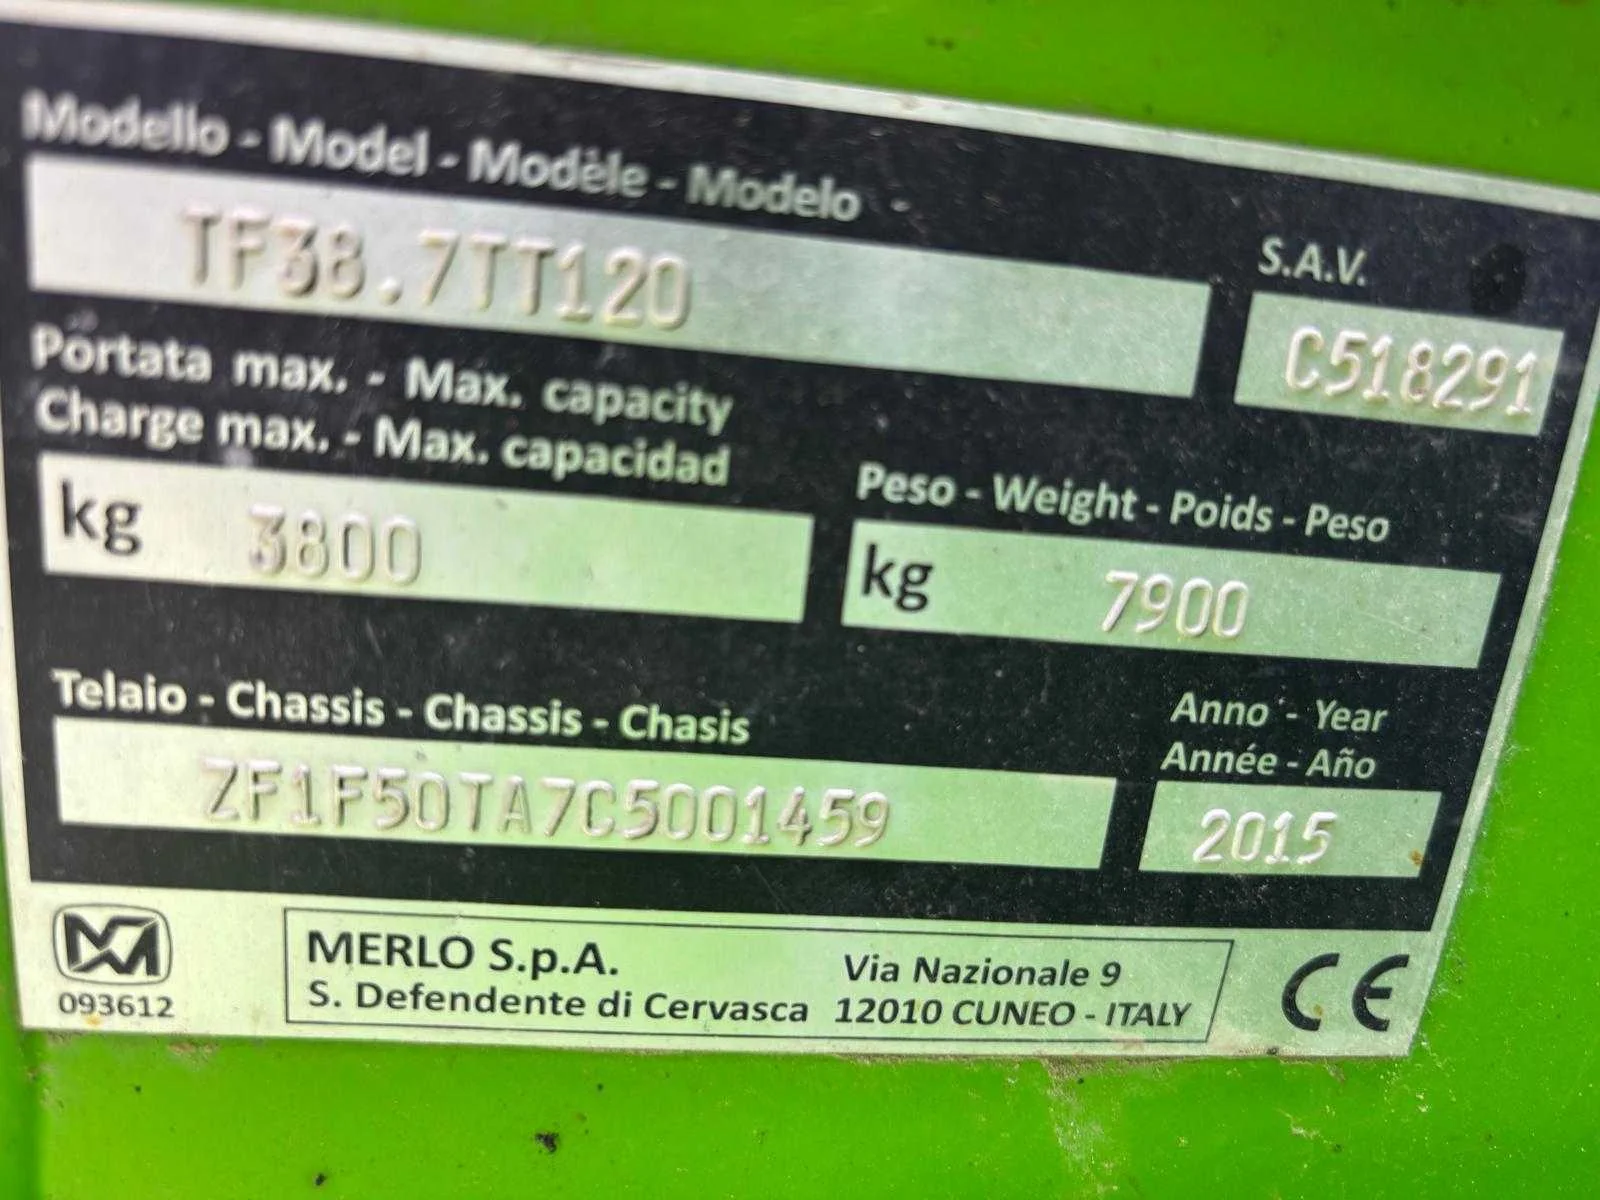 Modello - Model - Modèle - Modelo -
TF38.7TT120
S.A.V.
C518291
Portata max. - Max. capacity
Charge max. - Max. capacidad
kg 3800
Peso - Weight - Poids - Peso
kg 7900
Telaio - Chassis - Chassis - Chasis
ZF1F50TA7C5001459
Anno - Year
Année - Año
2015
093612
MERLO S.p.A. Via Nazionale 9
S. Defendente di Cervasca 12010 CUNEO - ITALY
CE